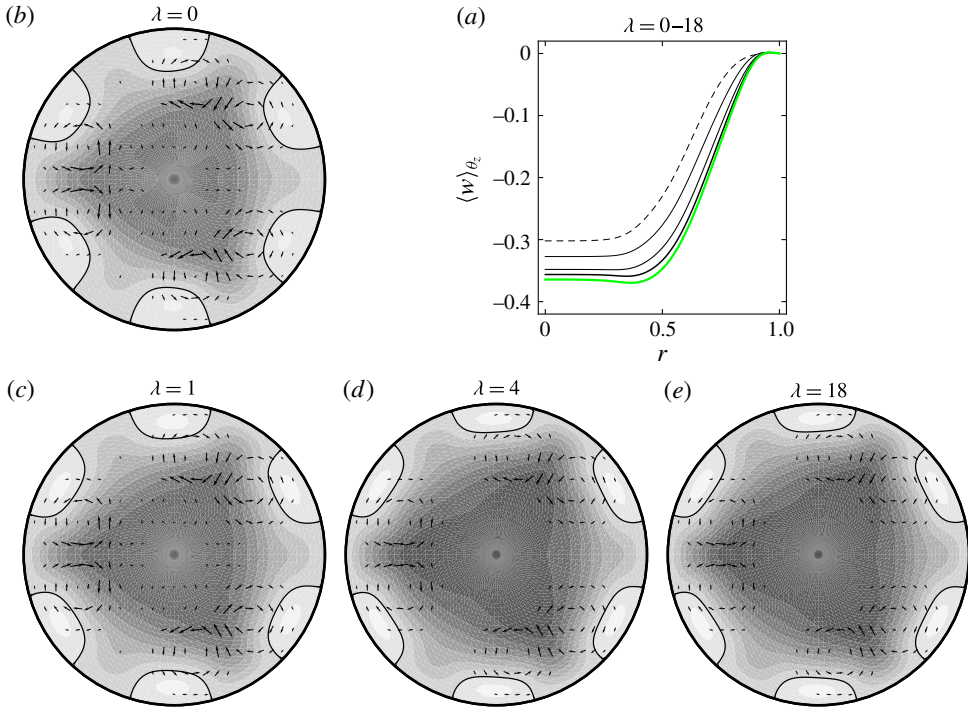 (b)
λ = 0
(a)
λ = 0–18
0
−0.1
−0.2
−0.3
−0.4
⟨w⟩θz
0
0.5
1.0
r
(c)
λ = 1
(d)
λ = 4
(e)
λ = 18